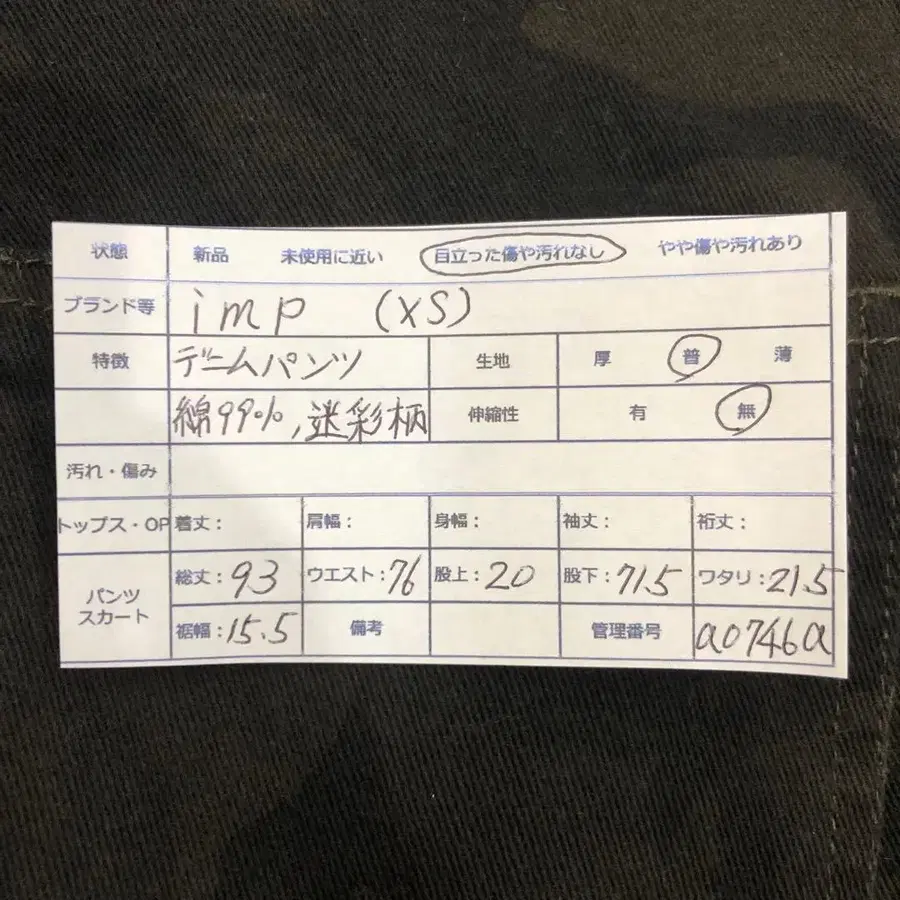 状態 新品 未使用に近い 目立った傷や汚れなし やや傷や汚れあり
ブランド等 imp (XS)
特徴 デニムパンツ 生地 厚 普 薄
綿99%,迷彩柄 伸縮性 有 無
汚れ・傷み
トップス・OP 着丈: 肩幅: 身幅: 袖丈: 裄丈:
パンツ スカート 総丈:93 ウエスト:76 股上:20 股下:71.5 ワタリ:21.5
裾幅:15.5 備考 管理番号 a0746a